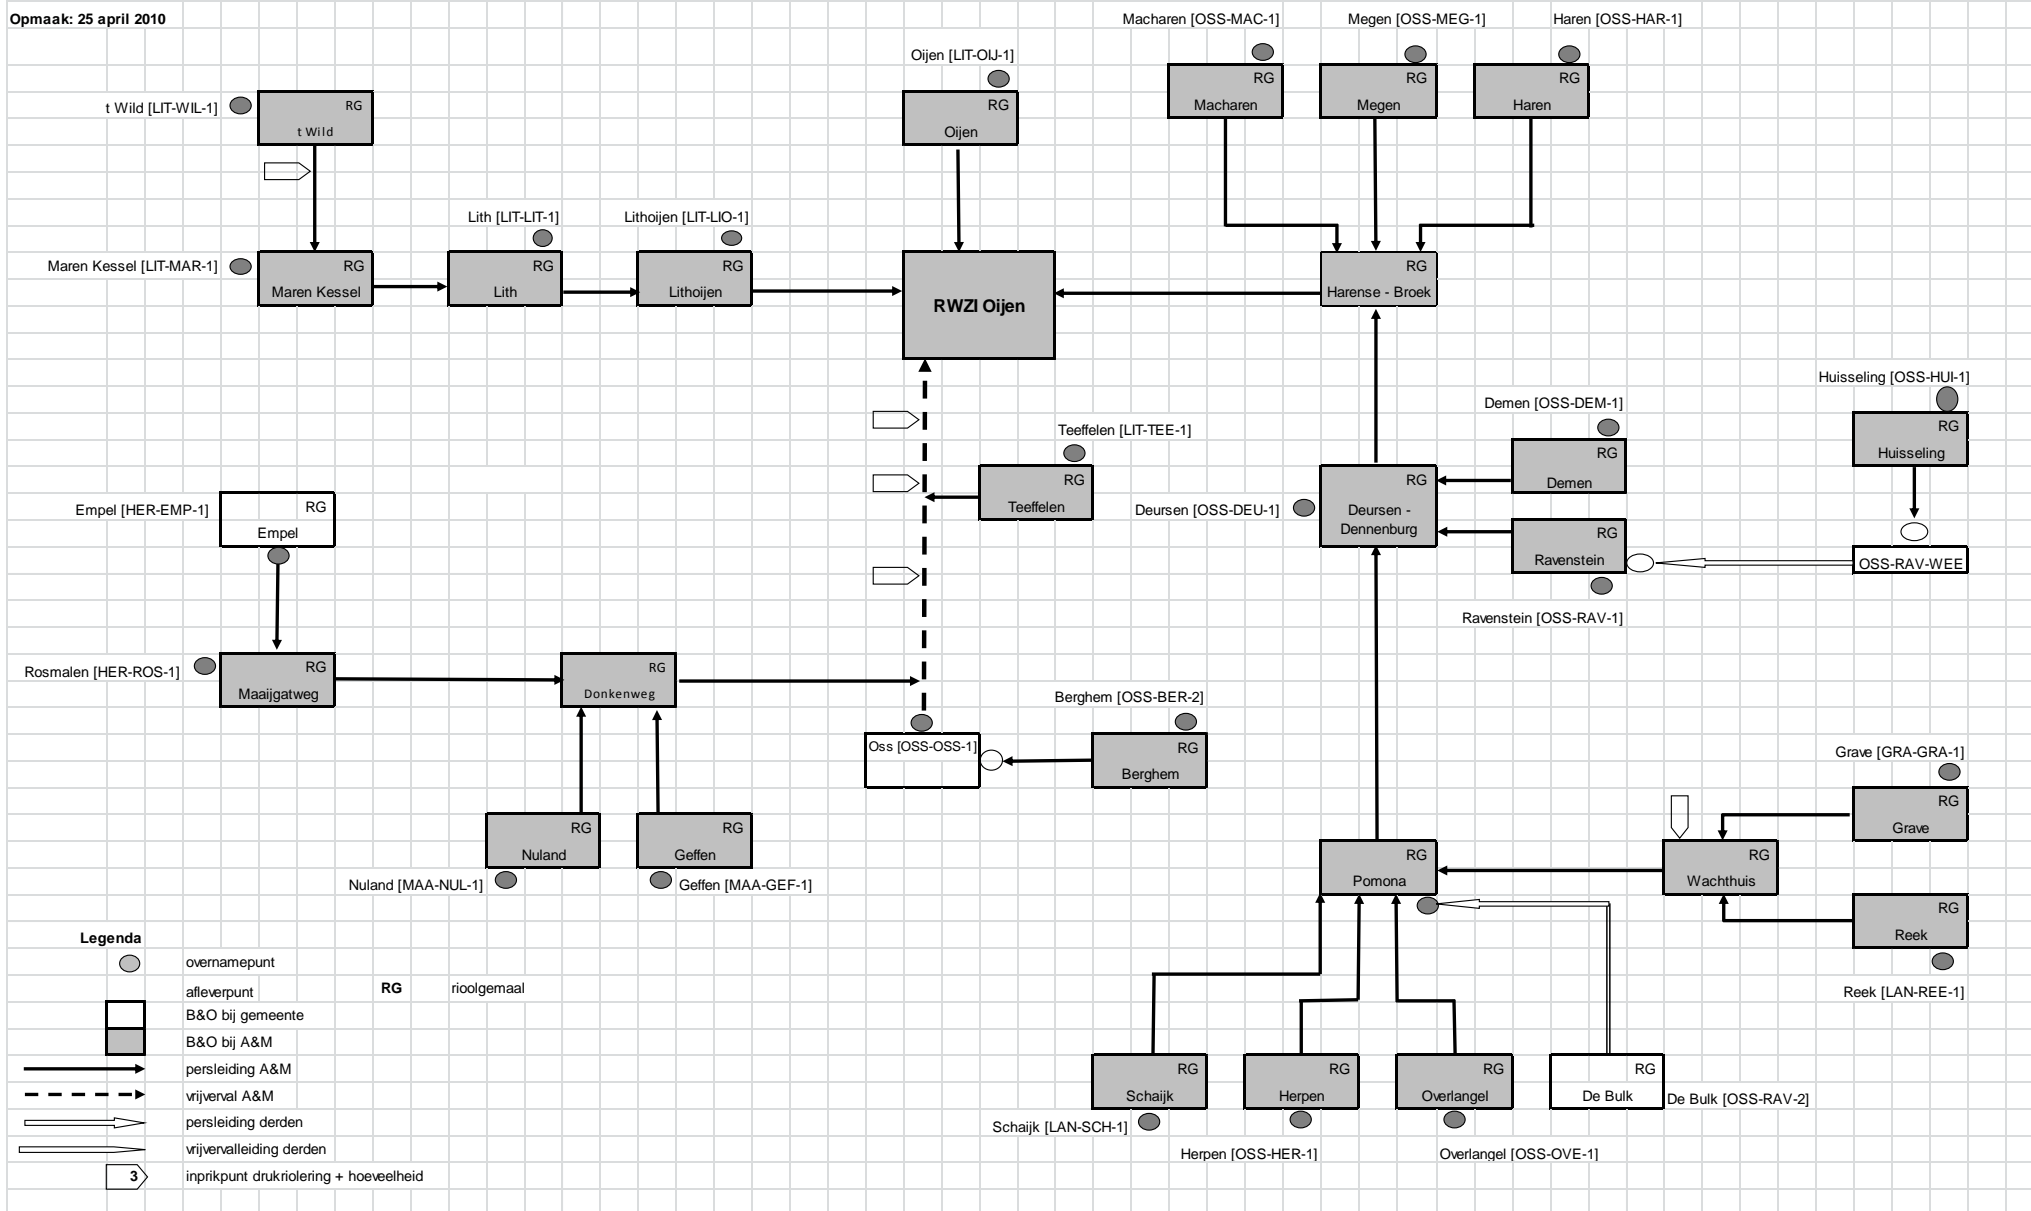 Opmaak: 25 april 2010
Macharen [OSS-MAC-1]
Megen [OSS-MEG-1]
Haren [OSS-HAR-1]
Oijen [LIT-OIJ-1]
RG
Macharen
RG
Megen
RG
Haren
t Wild [LIT-WIL-1]
RG
t Wild
RG
Oijen
Lith [LIT-LIT-1]
Lithoijen [LIT-LIO-1]
Maren Kessel [LIT-MAR-1]
RG
Maren Kessel
RG
Lith
RG
Lithoijen
RWZI Oijen
RG
Harense - Broek
Huisseling [OSS-HUI-1]
Demen [OSS-DEM-1]
RG
Huisseling
Teeffelen [LIT-TEE-1]
RG
Demen
RG
Teeffelen
Deursen [OSS-DEU-1]
RG
Deursen -
Dennenburg
Empel [HER-EMP-1]
RG
Empel
RG
Ravenstein
OSS-RAV-WEE
Ravenstein [OSS-RAV-1]
Rosmalen [HER-ROS-1]
RG
Maaijgatweg
RG
Donkenweg
Berghem [OSS-BER-2]
Oss [OSS-OSS-1]
RG
Berghem
Grave [GRA-GRA-1]
RG
Grave
RG
Nuland
RG
Geffen
Nuland [MAA-NUL-1]
Geffen [MAA-GEF-1]
RG
Pomona
RG
Wachthuis
RG
Reek
Reek [LAN-REE-1]
RG
Schaijk
RG
Herpen
RG
Overlangel
RG
De Bulk
De Bulk [OSS-RAV-2]
Schaijk [LAN-SCH-1]
Herpen [OSS-HER-1]
Overlangel [OSS-OVE-1]
Legenda
overnamepunt
afleverpunt
RG rioolgemaal
B&O bij gemeente
B&O bij A&M
persleiding A&M
vrijverval A&M
persleiding derden
vrijvervalleiding derden
3 inprikpunt drukriolering + hoeveelheid